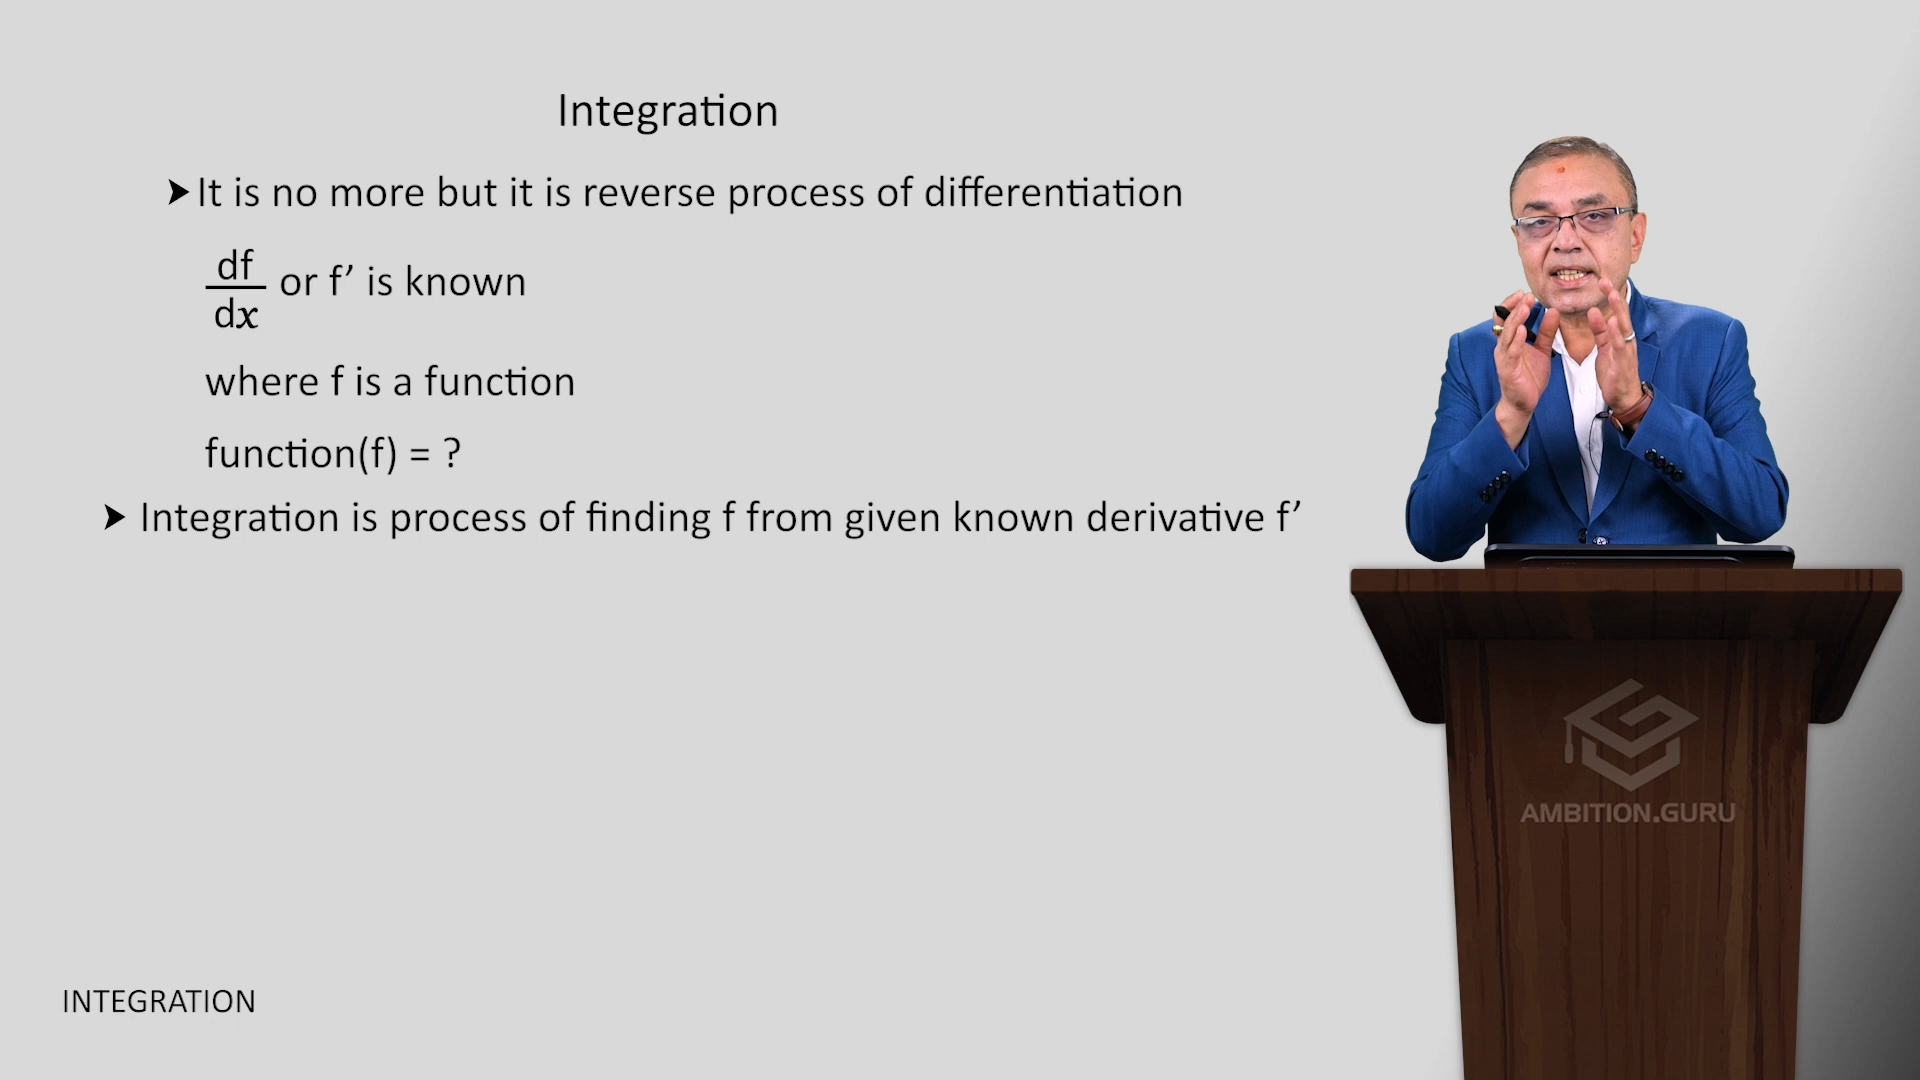 Integration
➤It is no more but it is reverse process of differentiation
df
dx
or f’ is known
where f is a function
function(f) = ?
➤ Integration is process of finding f from given known derivative f’
AMBITION.GURU
INTEGRATION